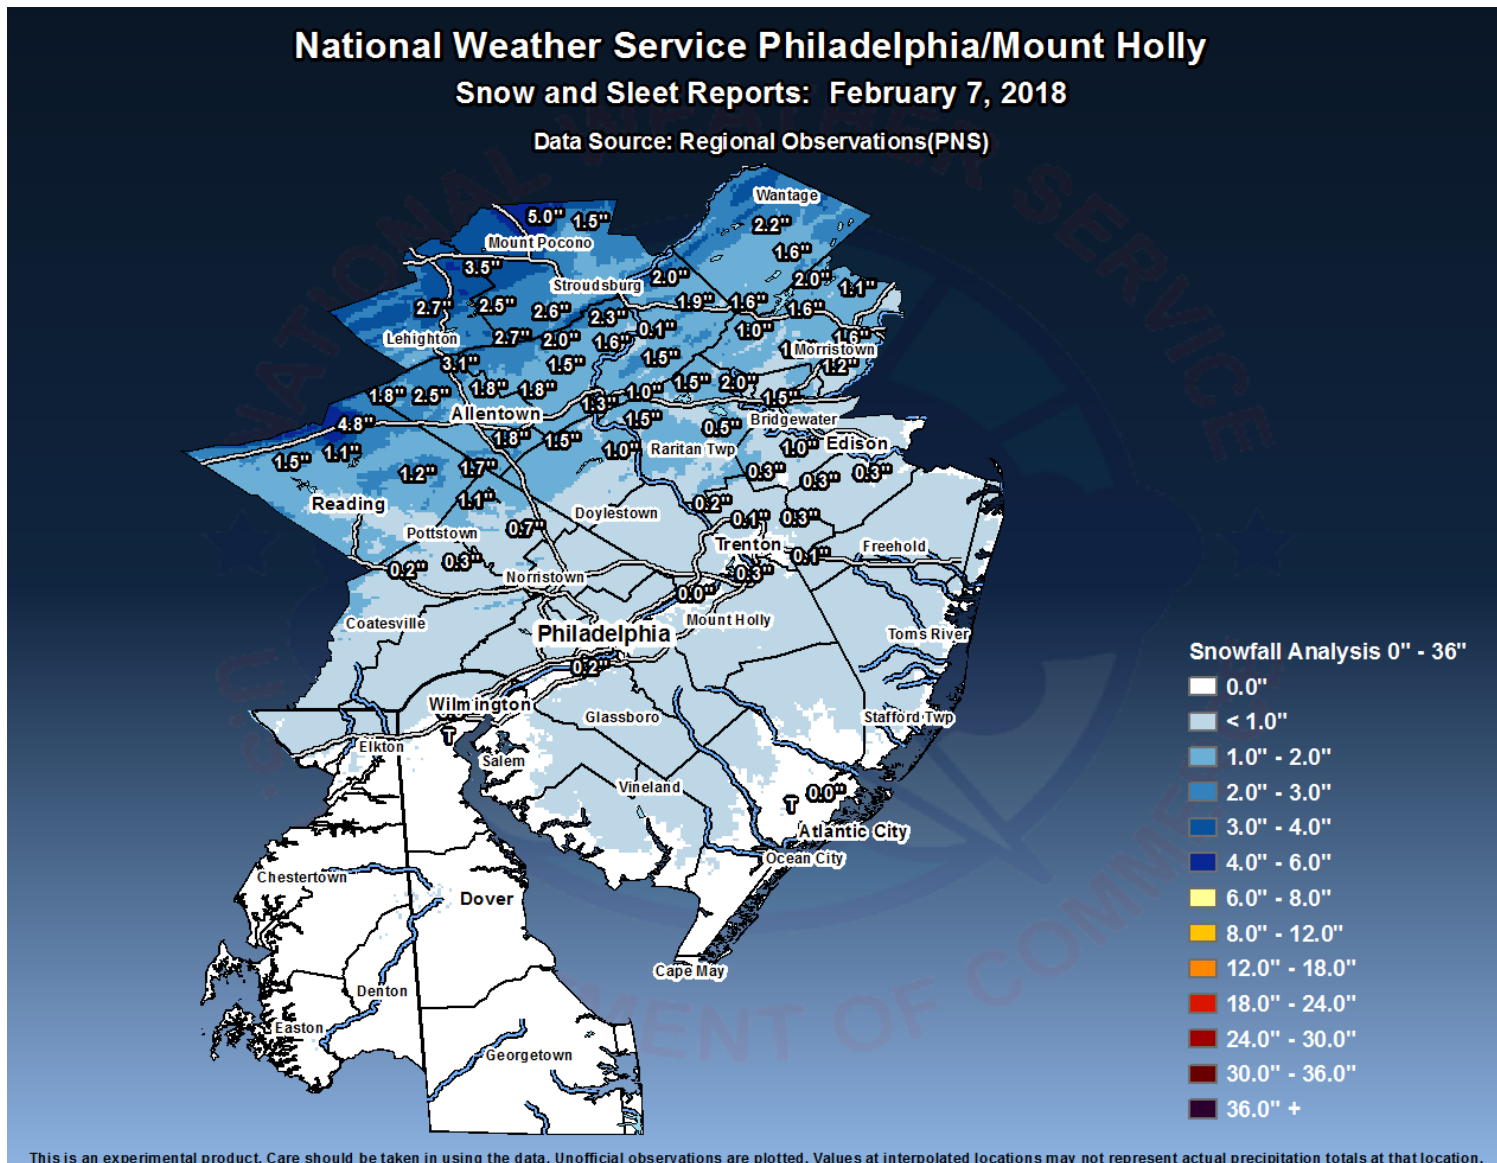 National Weather Service Philadelphia/Mount Holly
Snow and Sleet Reports: February 7, 2018
Data Source: Regional Observations(PNS)
NATIONAL WEATHER SERVICE
Wantage
5.0" 1.5"
2.2"
Mount Pocono
1.6"
3.5"
2.0"
2.0"
Stroudsburg
1.1"
2.7" 2.5" 2.6"
1.9" 1.6"
1.6"
2.3"
0.1" 1.0"
Lehighton
2.7" 2.0" 1.6"
1.6"
Morristown
3.1"
1.5"
1.5"
1.2"
1.8" 2.5" 1.8" 1.8"
1.0" 1.5" 2.0"
1.3"
1.5"
Allentown
4.8"
1.5"
0.5"
Bridgewater
1.8" 1.5"
1.0"
Raritan Twp
1.0"
Edison
1.5" 1.1"
1.2" 1.7"
0.3"
0.3"
0.3"
Reading
1.1"
0.2"
Doylestown
0.1" 0.3"
Pottstown
0.7"
Trenton
0.1"
Freehold
0.2" 0.3"
Norristown
0.3"
0.0"
Coatesville
Mount Holly
Philadelphia
Toms River
0.2"
Wilmington
Glassboro
Stafford Twp
T
Elkton
Salem
Vineland
T 0.0"
Atlantic City
Ocean City
Chestertown
Dover
Cape May
Denton
Easton
Georgetown
Snowfall Analysis 0" - 36"
0.0"
< 1.0"
1.0" - 2.0"
2.0" - 3.0"
3.0" - 4.0"
4.0" - 6.0"
6.0" - 8.0"
8.0" - 12.0"
12.0" - 18.0"
18.0" - 24.0"
24.0" - 30.0"
30.0" - 36.0"
36.0" +
This is an experimental product. Care should be taken in using the data. Unofficial observations are plotted. Values at interpolated locations may not represent actual precipitation totals at that location.